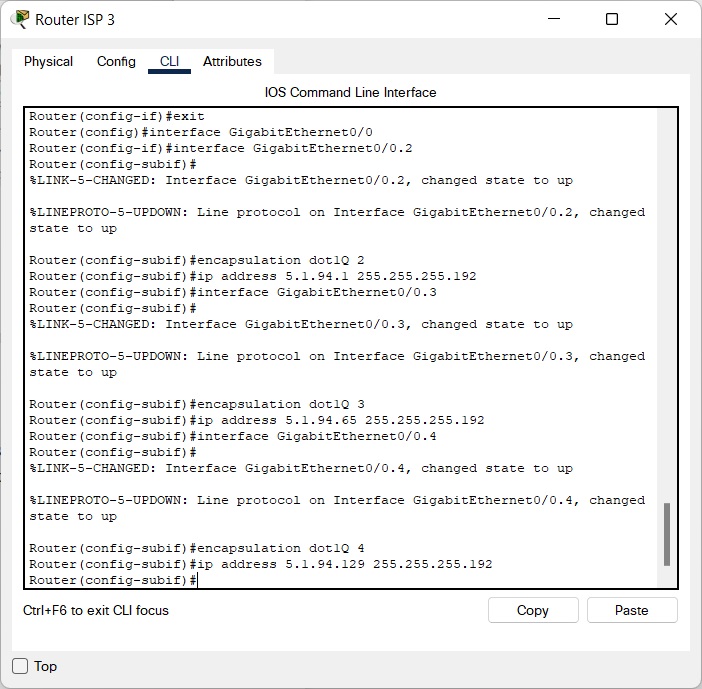 Router ISP 3
Physical Config CLI Attributes
IOS Command Line Interface
Router(config-if)#exit
Router(config)#interface GigabitEthernet0/0
Router(config-if)#interface GigabitEthernet0/0.2
Router(config-subif)#
%LINK-5-CHANGED: Interface GigabitEthernet0/0.2, changed state to up
%LINEPROTO-5-UPDOWN: Line protocol on Interface GigabitEthernet0/0.2, changed
state to up
Router(config-subif)#encapsulation dot1Q 2
Router(config-subif)#ip address 5.1.94.1 255.255.255.192
Router(config-subif)#interface GigabitEthernet0/0.3
Router(config-subif)#
%LINK-5-CHANGED: Interface GigabitEthernet0/0.3, changed state to up
%LINEPROTO-5-UPDOWN: Line protocol on Interface GigabitEthernet0/0.3, changed
state to up
Router(config-subif)#encapsulation dot1Q 3
Router(config-subif)#ip address 5.1.94.65 255.255.255.192
Router(config-subif)#interface GigabitEthernet0/0.4
Router(config-subif)#
%LINK-5-CHANGED: Interface GigabitEthernet0/0.4, changed state to up
%LINEPROTO-5-UPDOWN: Line protocol on Interface GigabitEthernet0/0.4, changed
state to up
Router(config-subif)#encapsulation dot1Q 4
Router(config-subif)#ip address 5.1.94.129 255.255.255.192
Router(config-subif)#
Ctrl+F6 to exit CLI focus
Copy Paste
Top